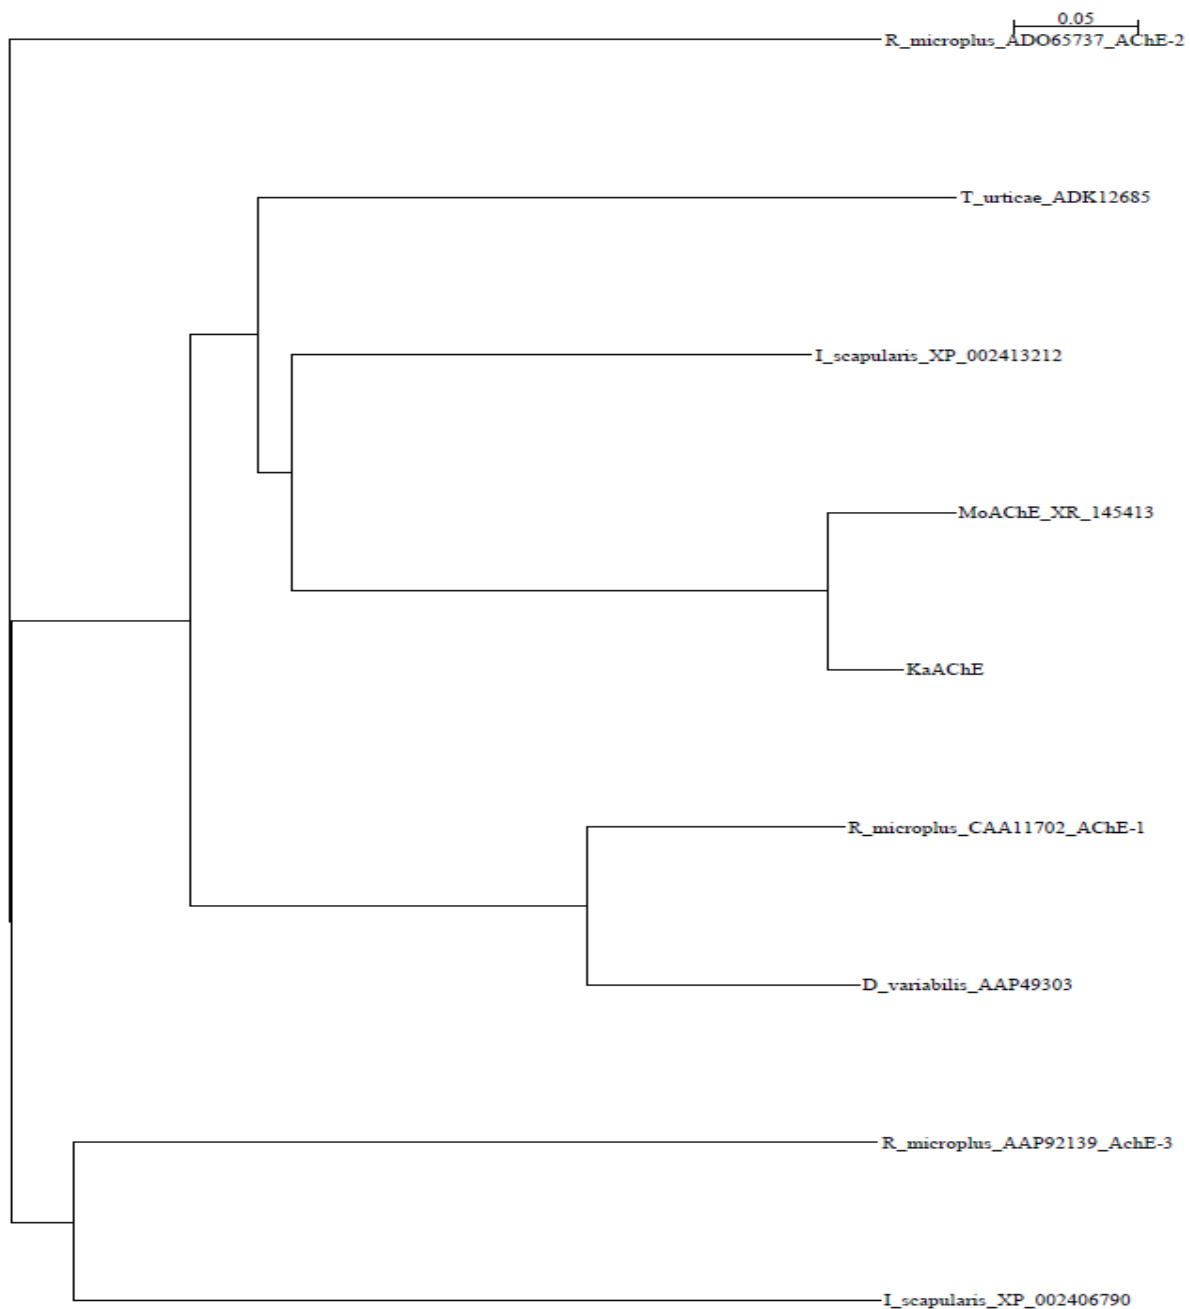 0.05
R_microplus_ADO65737_AChE-2
T_urticae_ADK12685
I_scapularis_XP_002413212
MoAChE_XR_145413
KaAChE
R_microplus_CAA11702_AChE-1
D_variabilis_AAP49303
R_microplus_AAP92139_AchE-3
I_scapularis_XP_002406790